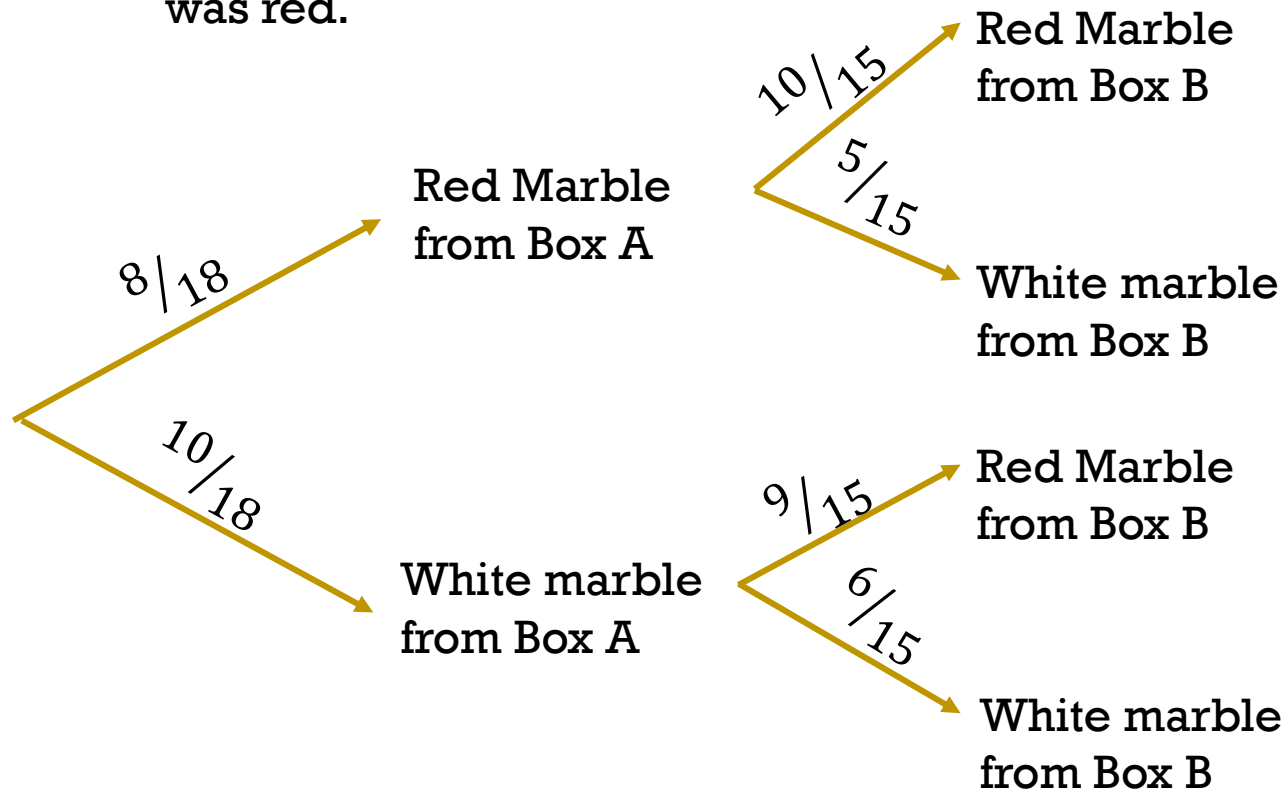 was red.
Red Marble
from Box B
10/15
5/15
Red Marble
from Box A
White marble
from Box B
8/18
10/18
Red Marble
from Box B
9/15
6/15
White marble
from Box A
White marble
from Box B